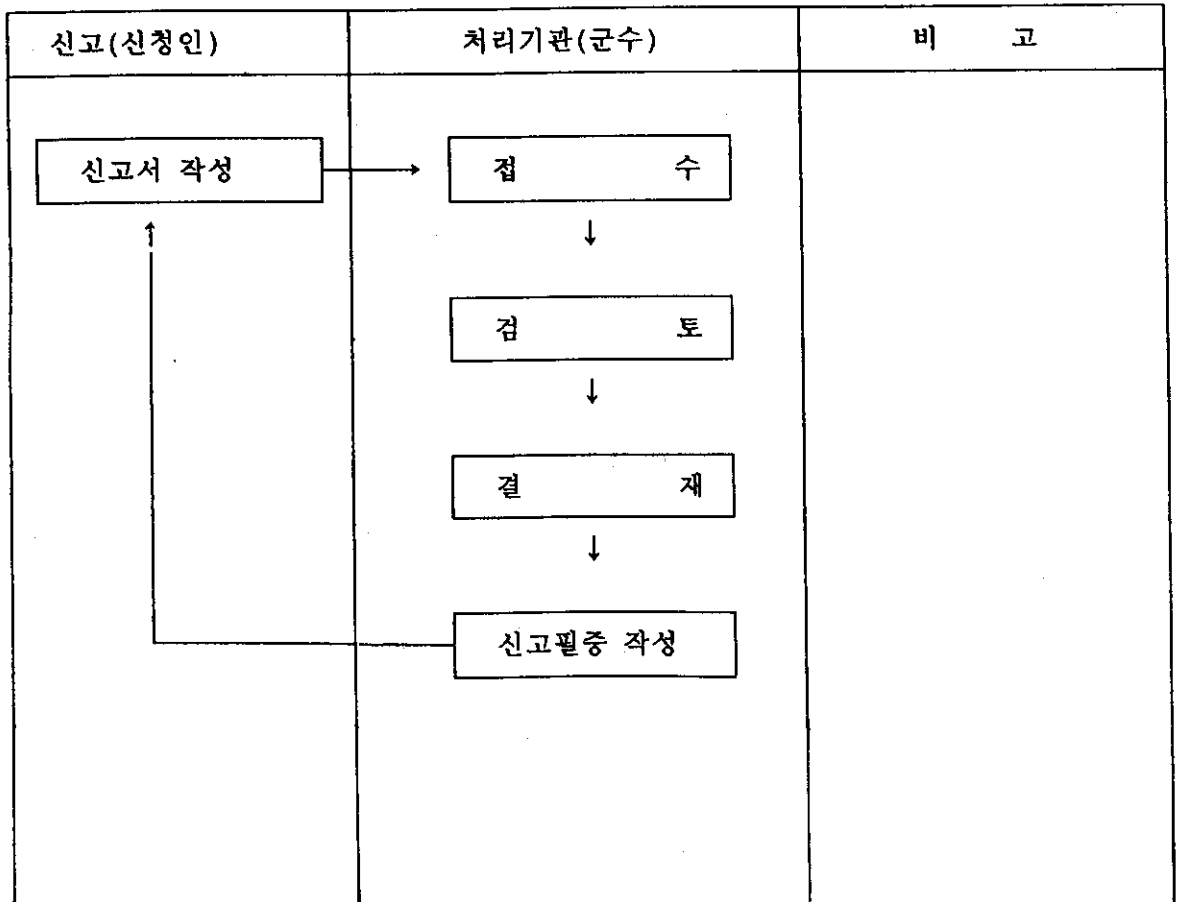 신고(신청인) 처리기관(군수) 비 고
신고서 작성 접 수
검 토
결 재
신고필증 작성